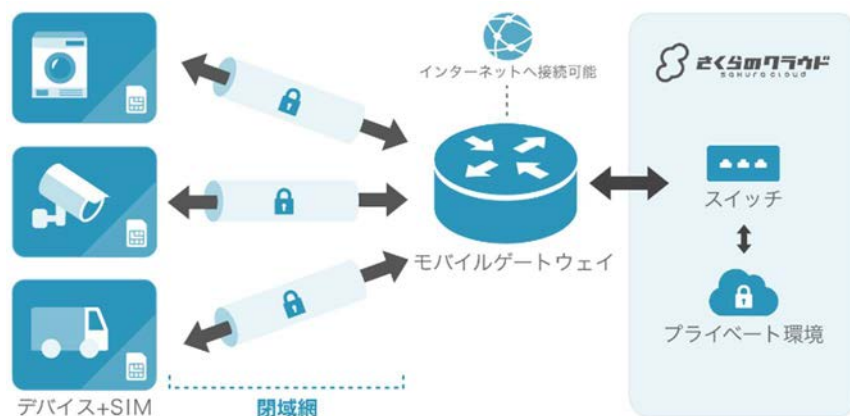 インターネットへ接続可能
さくらのクラウド
SAKURA CLOUD
スイッチ
モバイルゲートウェイ
プライベート環境
デバイス+SIM
閉域網